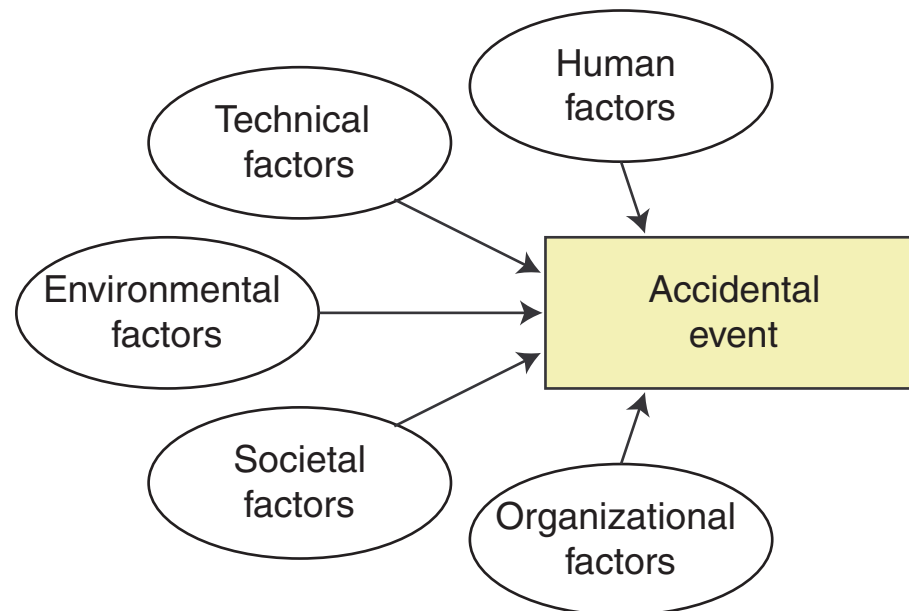 Human
factors
Technical
factors
Environmental
factors
Accidental
event
Societal
factors
Organizational
factors